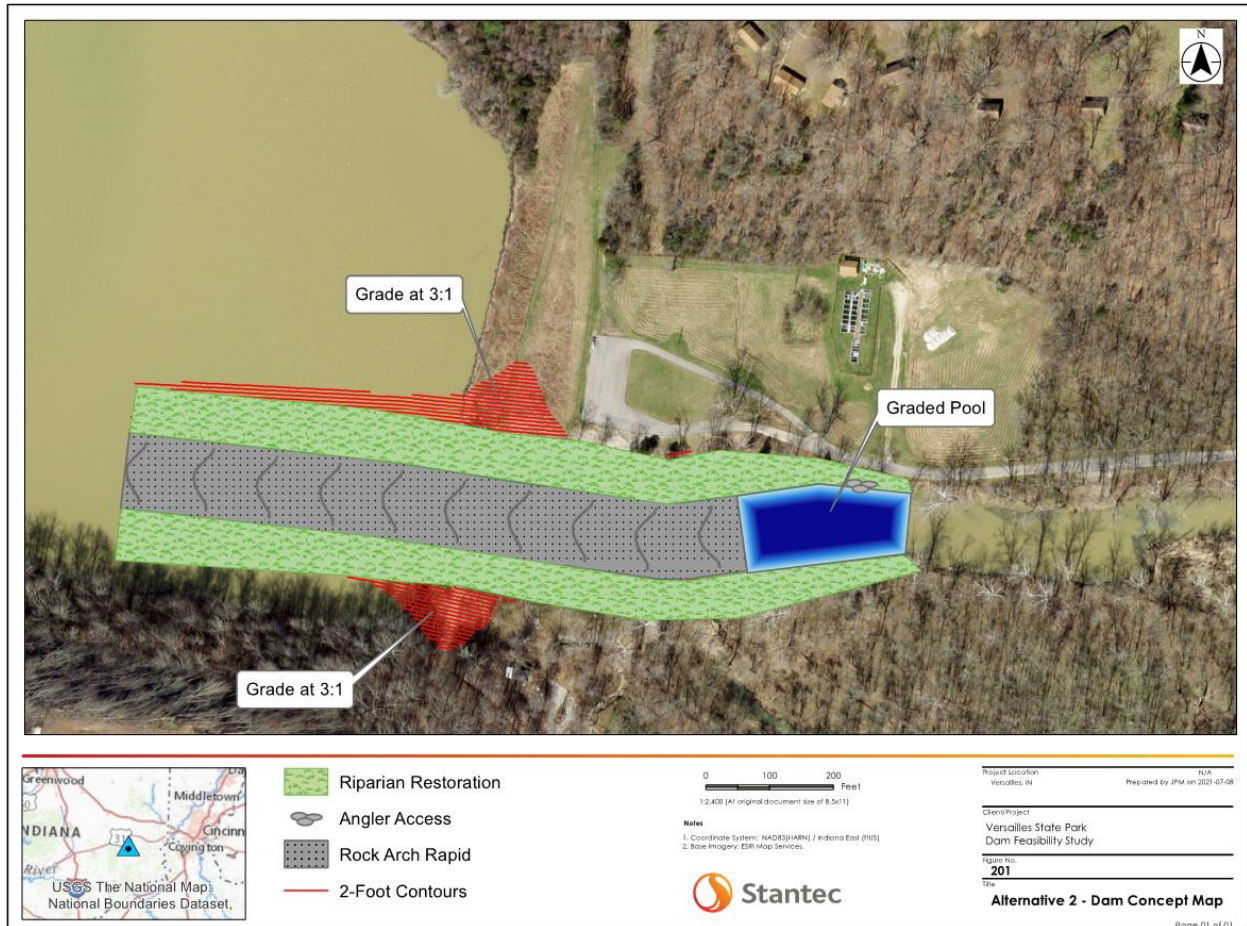 N
Grade at 3:1
Graded Pool
Grade at 3:1
Greenwood
Middletown
INDIANA
Cincinn
Covington
River
USGS The National Map:
National Boundaries Dataset,
Riparian Restoration
Angler Access
Rock Arch Rapid
2-Foot Contours
0 100 200
Feet
1:2,400 (At original document size of 8.5x11)
Notes
1. Coordinate System: NAD83(HARN) / Indiana East (ftUS)
2. Base Imagery: ESRI Map Services.
Stantec
Project Location N/A
Versailles, IN Prepared by JPM on 2021-07-08
Client/Project
Versailles State Park
Dam Feasibility Study
Figure No.
201
Title
Alternative 2 - Dam Concept Map
Page 01 of 01